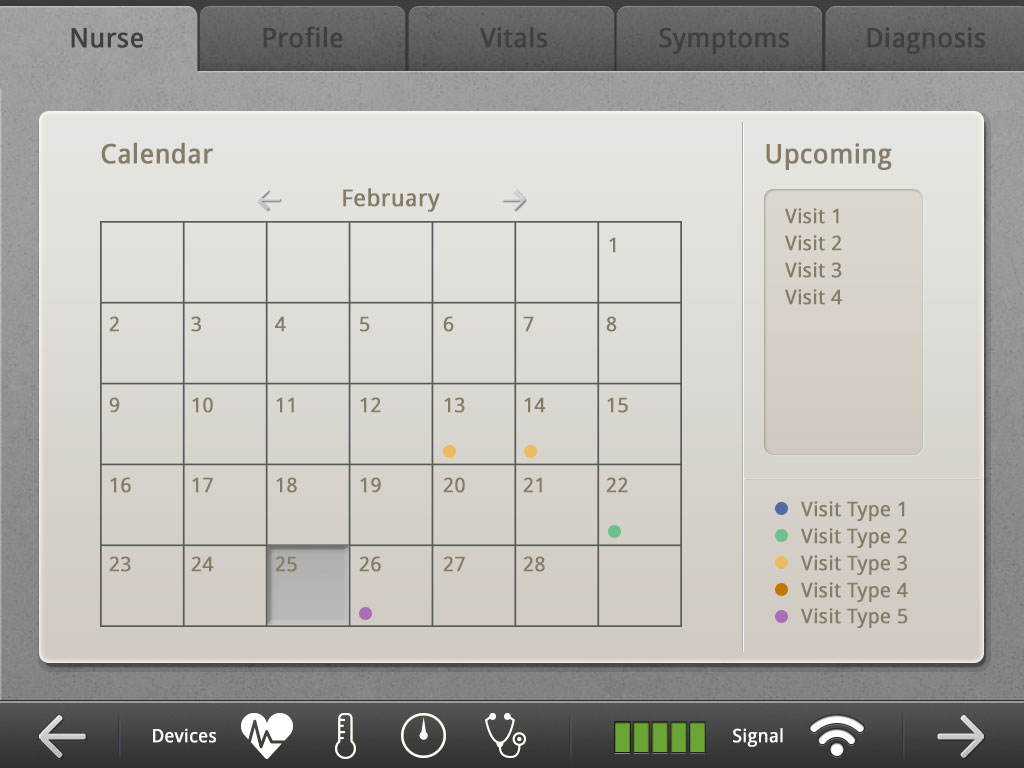 Nurse Profile Vitals Symptoms Diagnosis
Calendar
February
1
2 3 4 5 6 7 8
9 10 11 12 13 14 15
16 17 18 19 20 21 22
23 24 25 26 27 28
Upcoming
Visit 1
Visit 2
Visit 3
Visit 4
Visit Type 1
Visit Type 2
Visit Type 3
Visit Type 4
Visit Type 5
Devices Signal